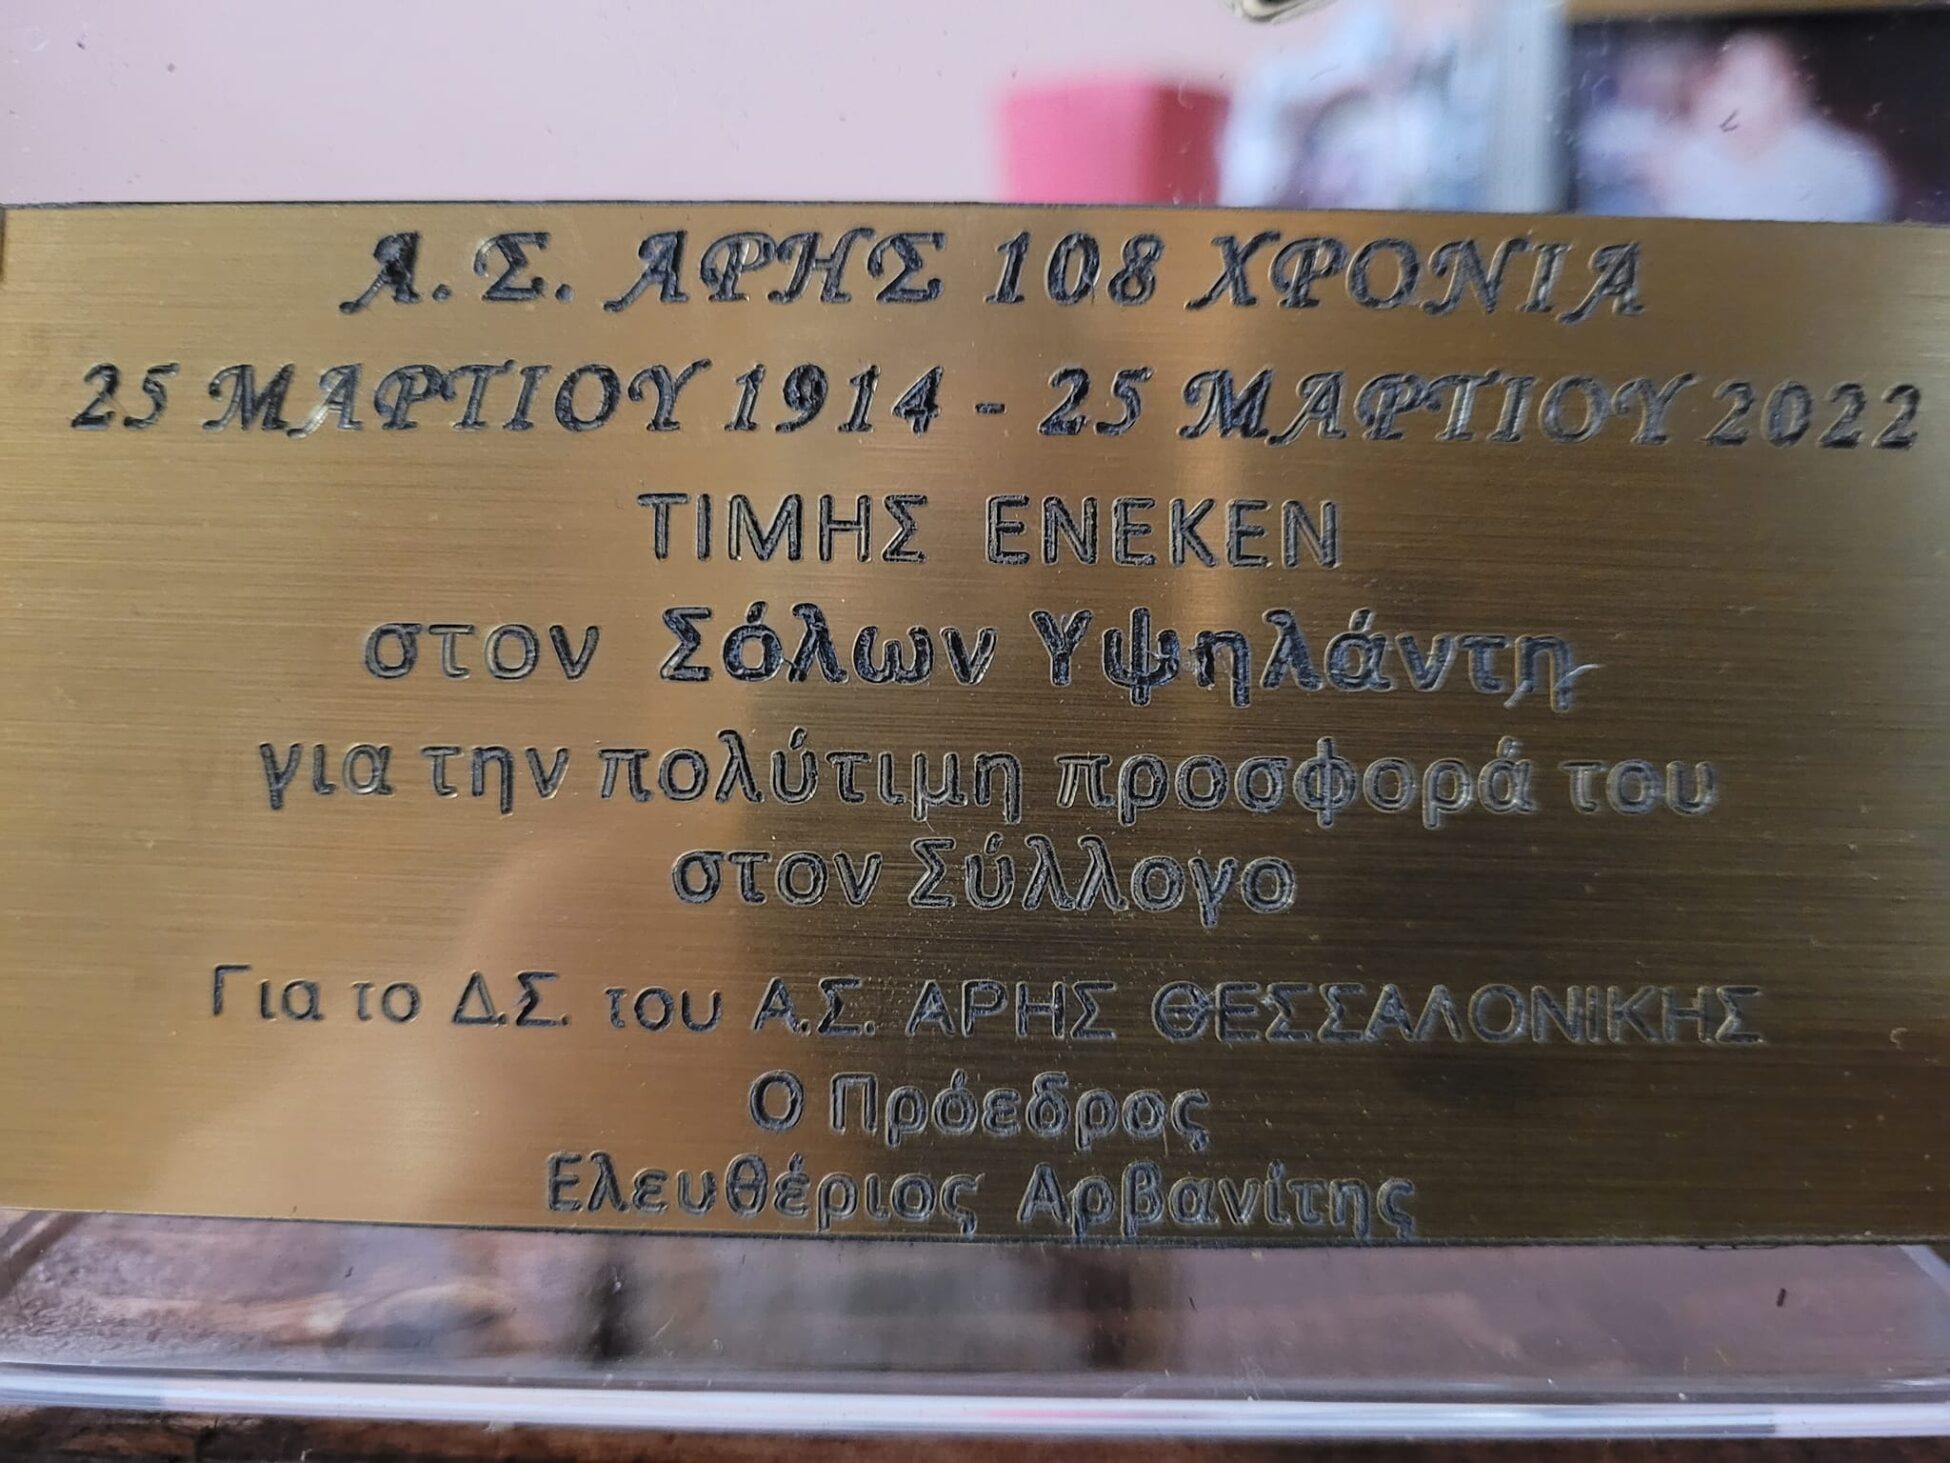 Α.Σ. ΑΡΗΣ 108 ΧΡΟΝΙΑ
25 ΜΑΡΤΙΟΥ 1914 - 25 ΜΑΡΤΙΟΥ 2022
ΤΙΜΗΣ ΕΝΕΚΕΝ
στον Σόλων Υψηλάντη
για την πολύτιμη προσφορά του
στον Σύλλογο
Για το Δ.Σ. του Α.Σ. ΑΡΗΣ ΘΕΣΣΑΛΟΝΙΚΗΣ
Ο Πρόεδρος
Ελευθέριος Αρβανίτης